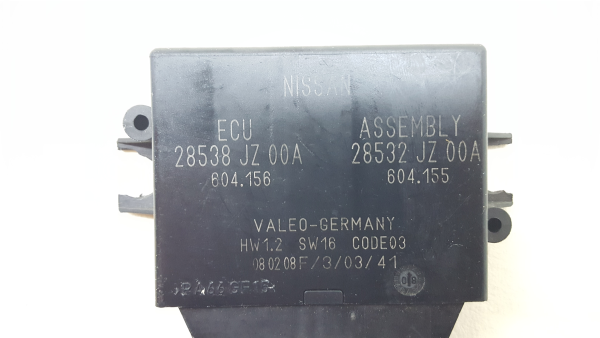 NISSAN
ECU ASSEMBLY
28538 JZ 00A 28532 JZ 00A
604.156 604.155
VALEO-GERMANY
HW1.2 SW16 CODE03
080208F/3/03/41